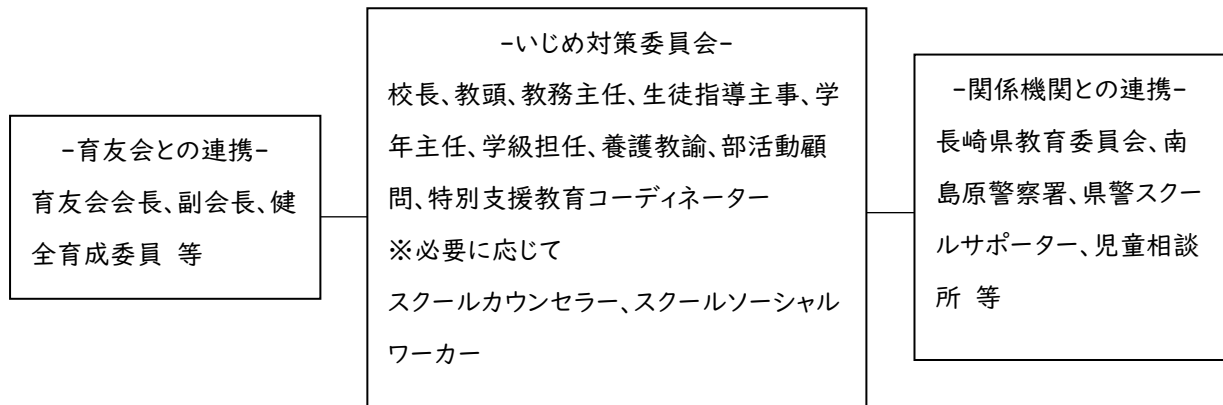 -育友会との連携-
育友会会長、副会長、健
全育成委員 等
-いじめ対策委員会-
校長、教頭、教務主任、生徒指導主事、学
年主任、学級担任、養護教諭、部活動顧
問、特別支援教育コーディネーター
※必要に応じて
スクールカウンセラー、スクールソーシャル
ワーカー
-関係機関との連携-
長崎県教育委員会、南
島原警察署、県警スクー
ルサポーター、児童相談
所 等